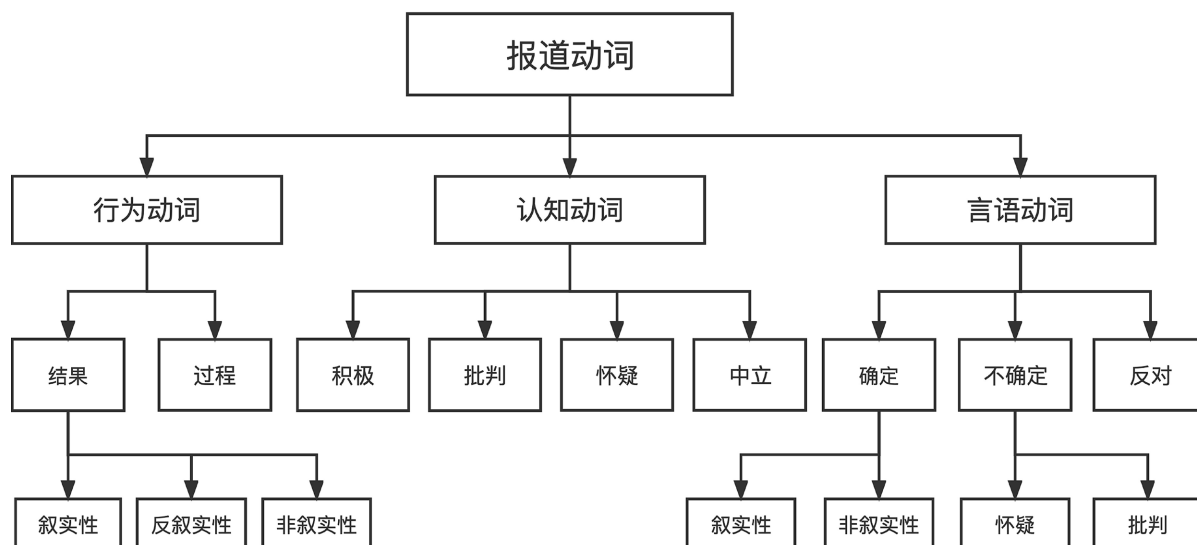 报道动词
行为动词
认知动词
言语动词
结果
过程
积极
批判
怀疑
中立
确定
不确定
反对
叙实性
反叙实性
非叙实性
叙实性
非叙实性
怀疑
批判